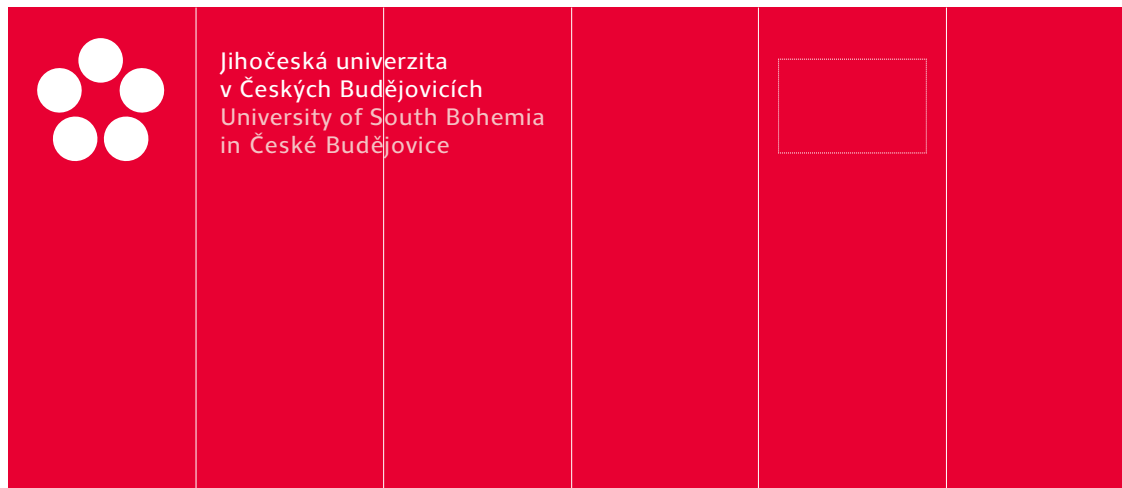 Jihočeská univerzita
v Českých Budějovicích
University of South Bohemia
in České Budějovice